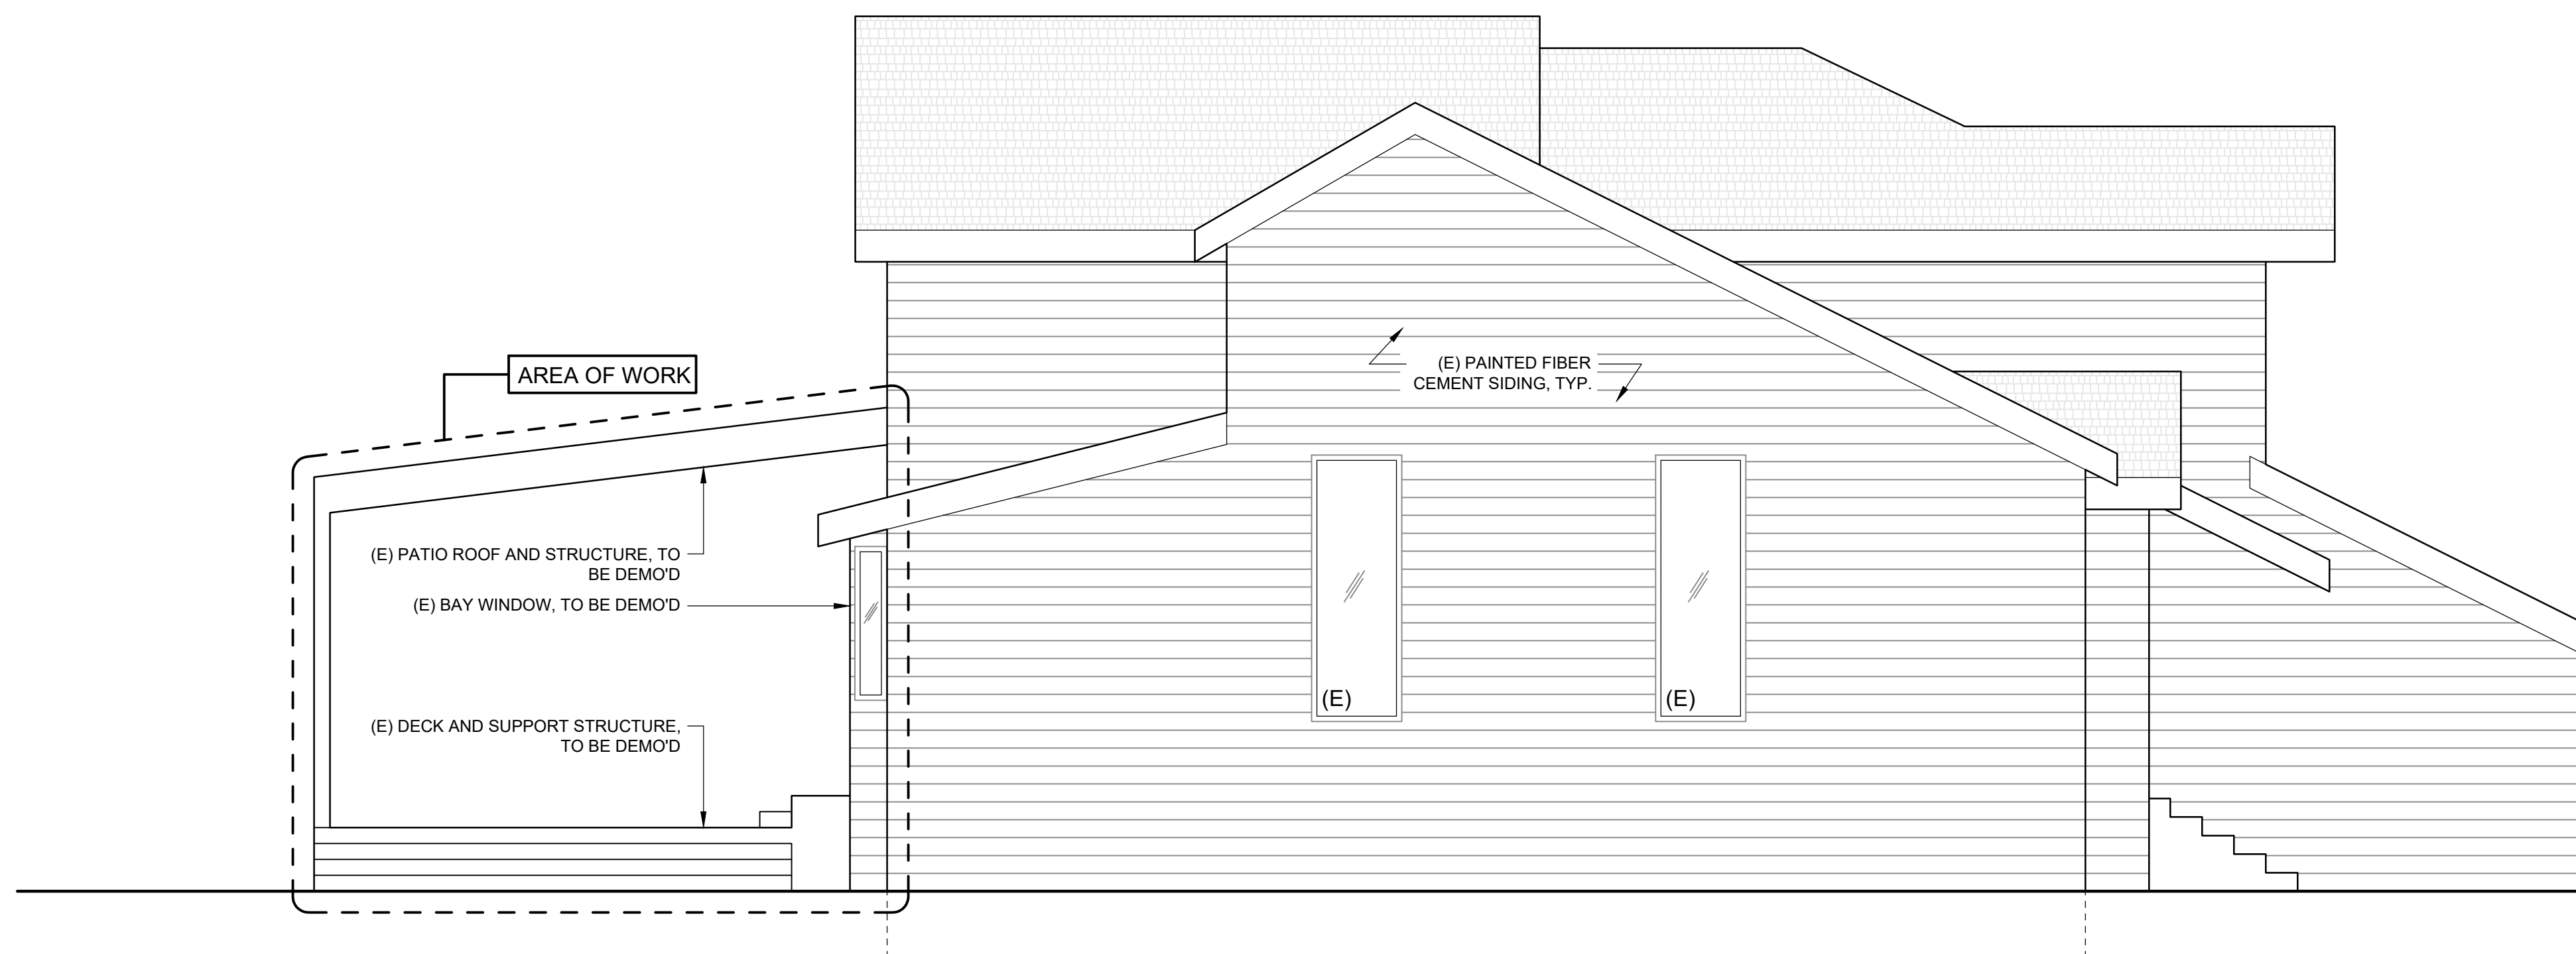 AREA OF WORK
(E) PAINTED FIBER
CEMENT SIDING, TYP.
(E) PATIO ROOF AND STRUCTURE, TO
BE DEMO'D
(E) BAY WINDOW, TO BE DEMO'D
(E) DECK AND SUPPORT STRUCTURE,
TO BE DEMO'D
(E)
(E)